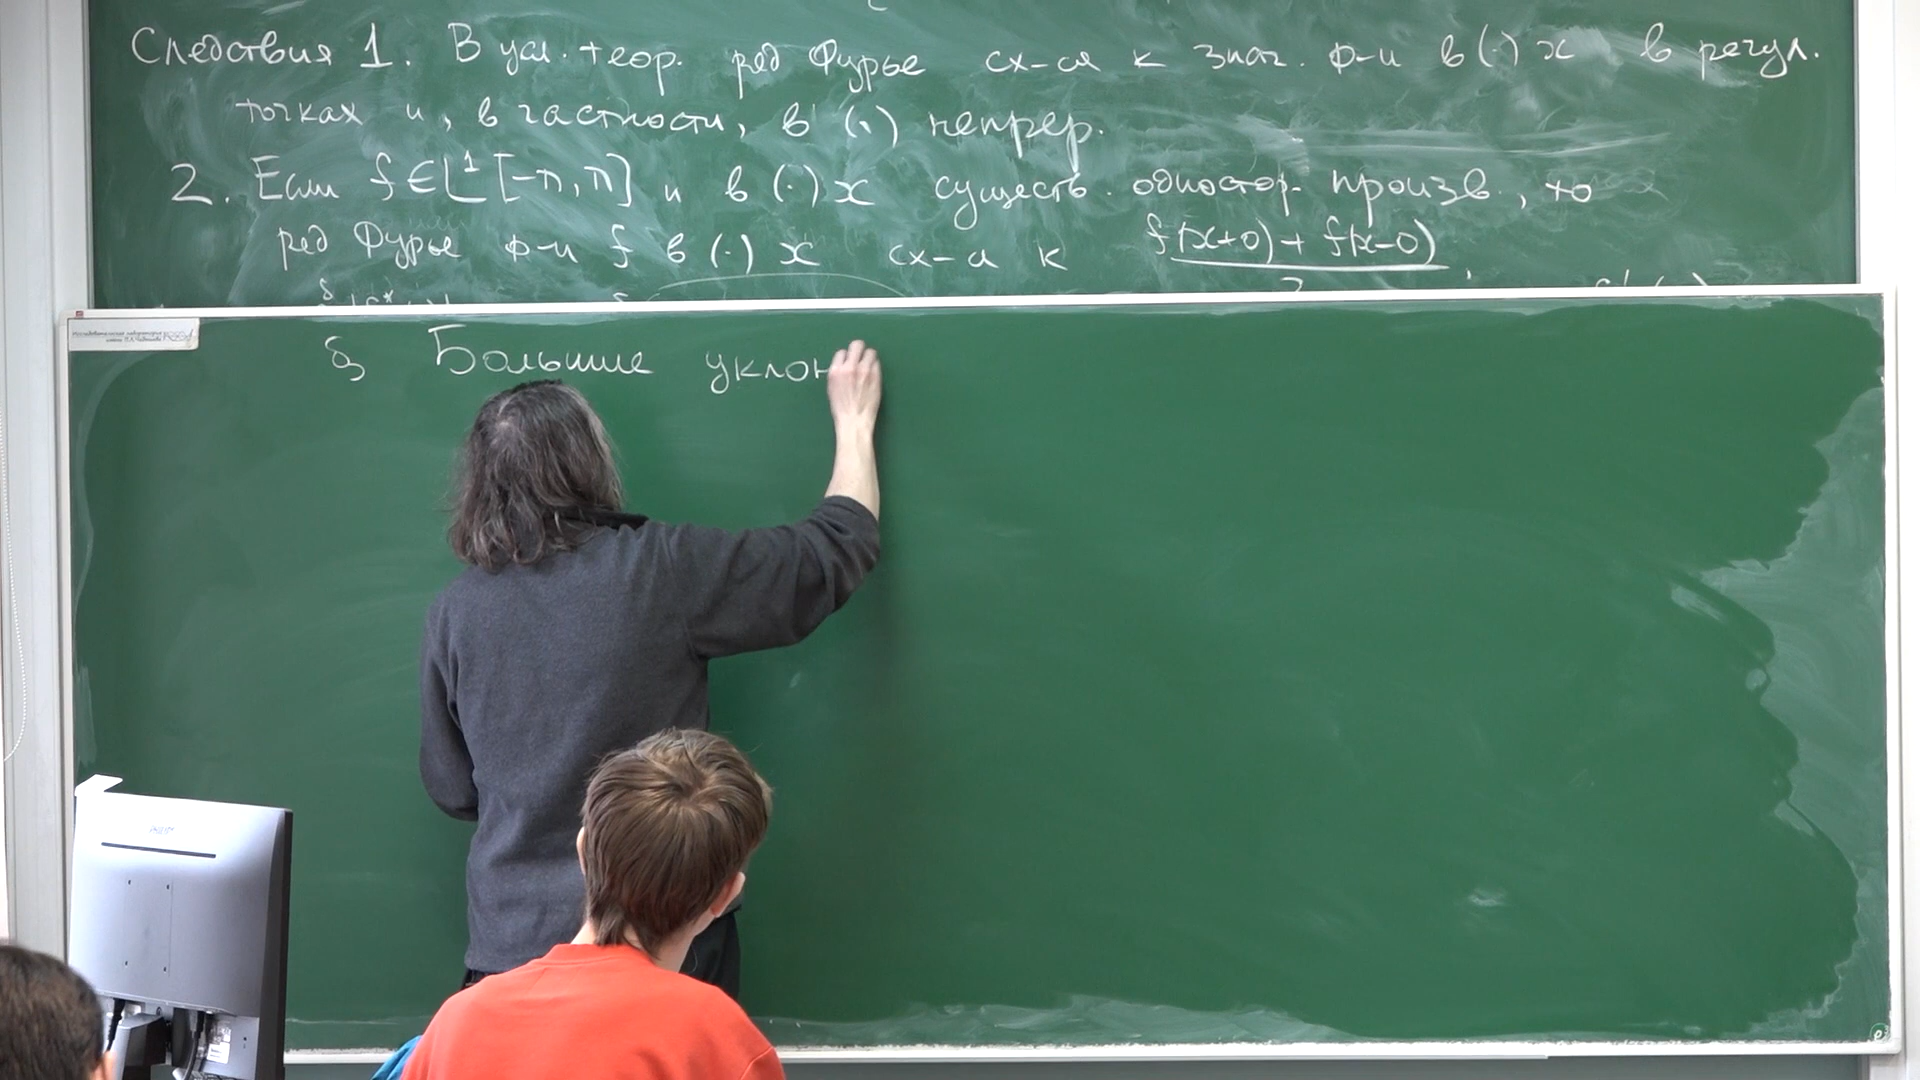 Следствия 1. В усл. теор. ряд Фурье сх-ся к знач. ф-и в (·) x в регул.
точках и, в частности, в (·) непрер.
2. Если f ∈ L¹ [-π, π] и в (·) x существ. одностор. произв., то
ряд Фурье ф-и f в (·) x сх-ся к f(x+0) + f(x-0)
§ Большие уклон